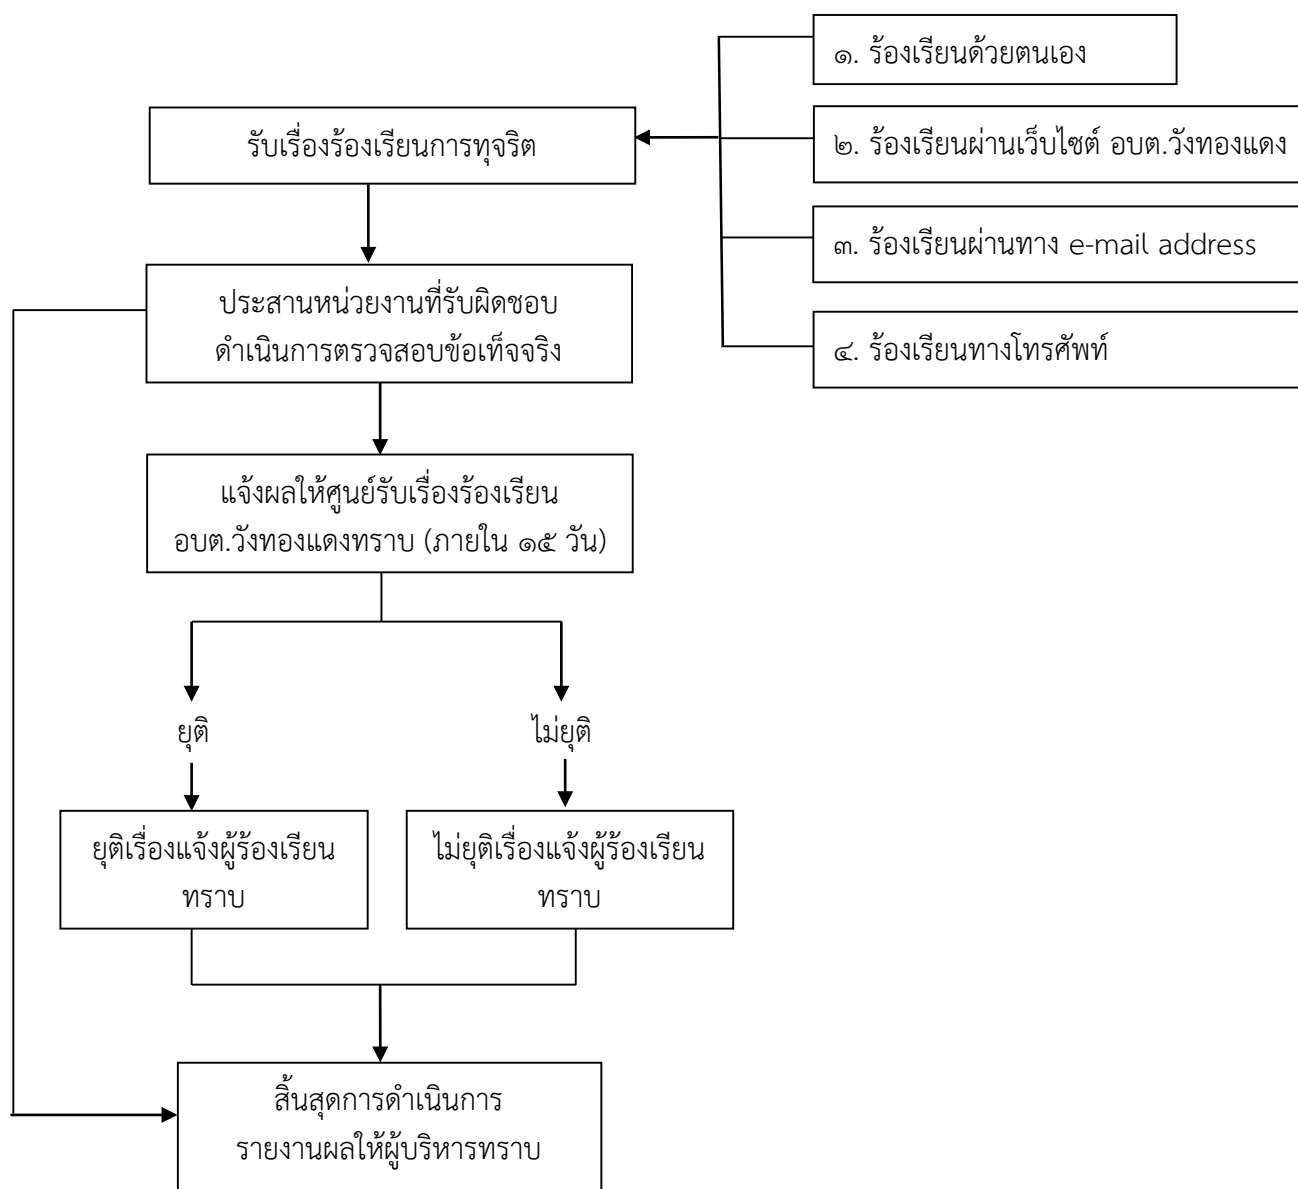 ๑. ร้องเรียนด้วยตนเอง
รับเรื่องร้องเรียนการทุจริต
๒. ร้องเรียนผ่านเว็บไซต์ อบต.วังทองแดง
๓. ร้องเรียนผ่านทาง e-mail address
๔. ร้องเรียนทางโทรศัพท์
ประสานหน่วยงานที่รับผิดชอบ
ดำเนินการตรวจสอบข้อเท็จจริง
แจ้งผลให้ศูนย์รับเรื่องร้องเรียน
อบต.วังทองแดงทราบ (ภายใน ๑๕ วัน)
ยุติ
ไม่ยุติ
ยุติเรื่องแจ้งผู้ร้องเรียน
ทราบ
ไม่ยุติเรื่องแจ้งผู้ร้องเรียน
ทราบ
สิ้นสุดการดำเนินการ
รายงานผลให้ผู้บริหารทราบ